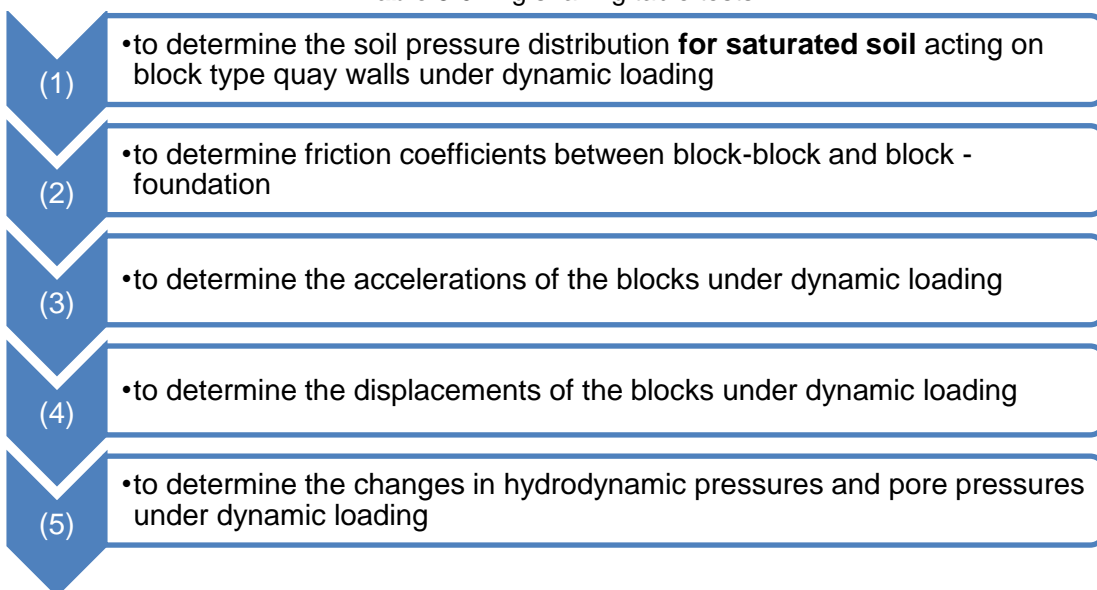 (1)
•to determine the soil pressure distribution for saturated soil acting on
block type quay walls under dynamic loading
(2)
•to determine friction coefficients between block-block and block -
foundation
(3)
•to determine the accelerations of the blocks under dynamic loading
(4)
•to determine the displacements of the blocks under dynamic loading
(5)
•to determine the changes in hydrodynamic pressures and pore pressures
under dynamic loading